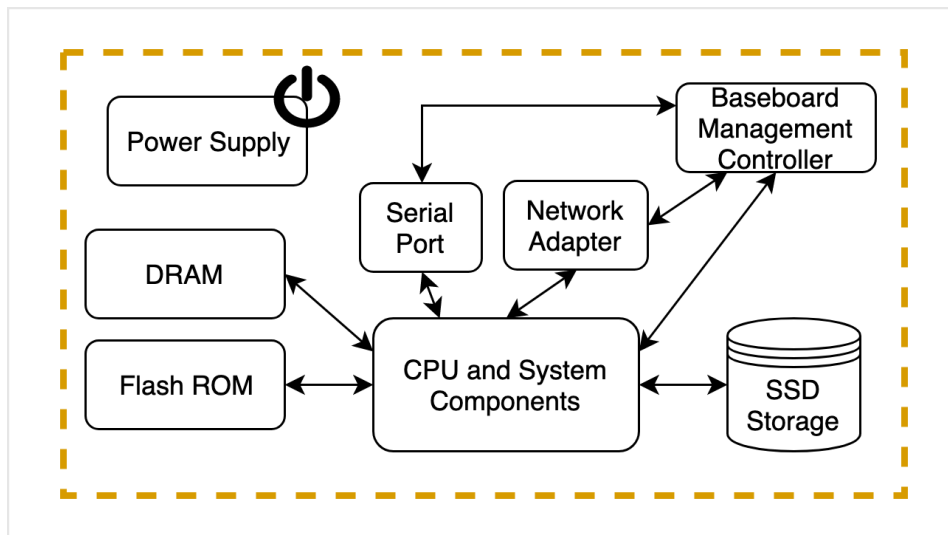 Power Supply
Baseboard
Management
Controller
Serial
Port
Network
Adapter
DRAM
Flash ROM
CPU and System
Components
SSD
Storage